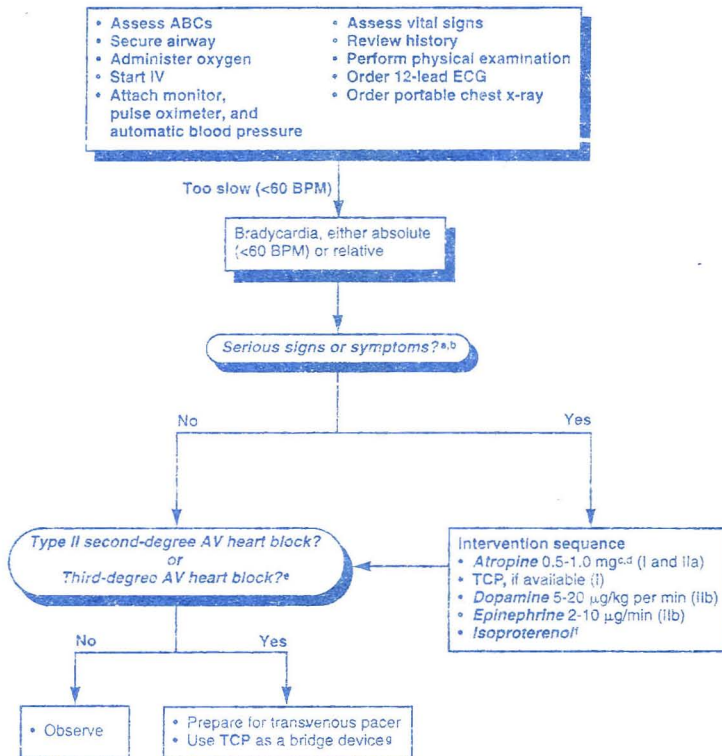 • Assess ABCs
• Secure airway
• Administer oxygen
• Start IV
• Attach monitor,
pulse oximeter, and
automatic blood pressure
• Assess vital signs
• Review history
• Perform physical examination
• Order 12-lead ECG
• Order portable chest x-ray
Too slow (<60 BPM)
Bradycardia, either absolute
(<60 BPM) or relative
Serious signs or symptoms?a,b
No
Yes
Type II second-degree AV heart block?
or
Third-degree AV heart block?e
Intervention sequence
• Atropine 0.5-1.0 mgc,d (I and IIa)
• TCP, if available (I)
• Dopamine 5-20 µg/kg per min (IIb)
• Epinephrine 2-10 µg/min (IIb)
• Isoproterenolf
No
Yes
• Observe
• Prepare for transvenous pacer
• Use TCP as a bridge deviceg